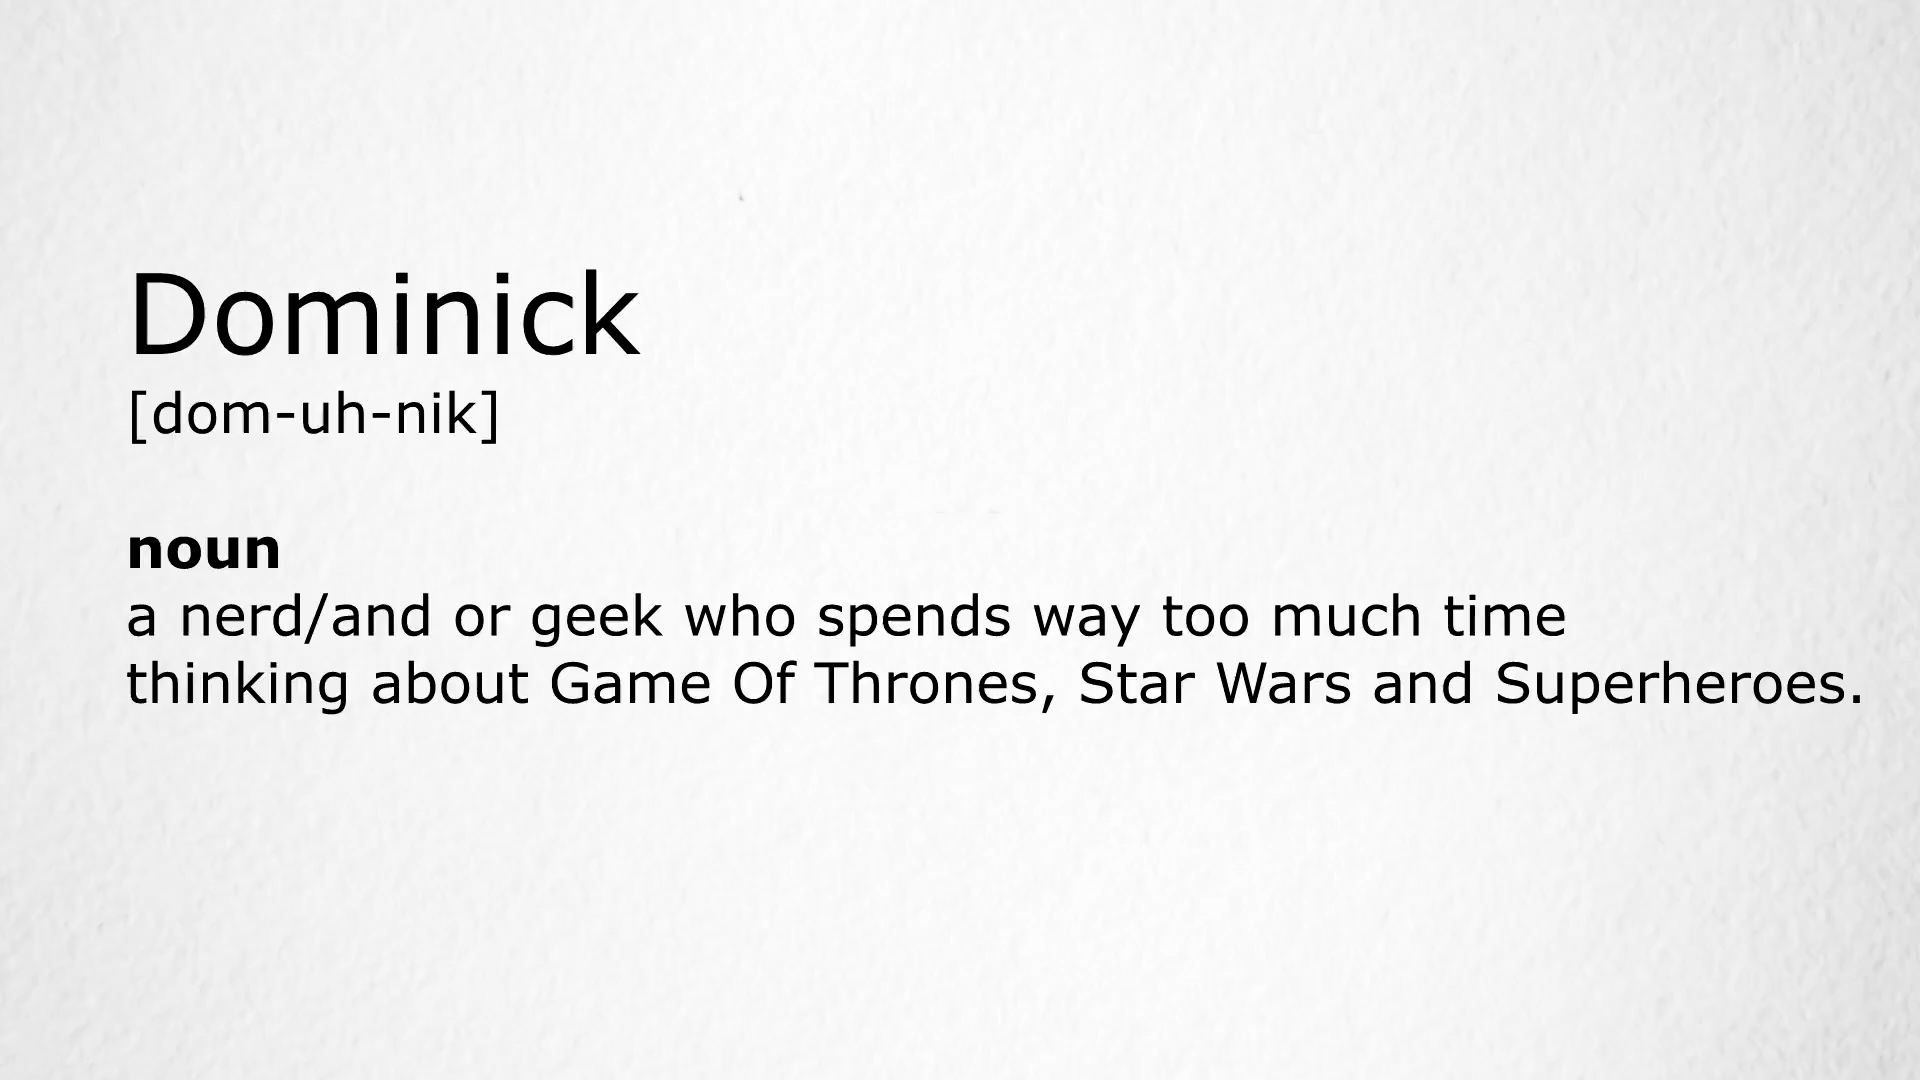 Dominick
[dom-uh-nik]
noun
a nerd/and or geek who spends way too much time
thinking about Game Of Thrones, Star Wars and Superheroes.